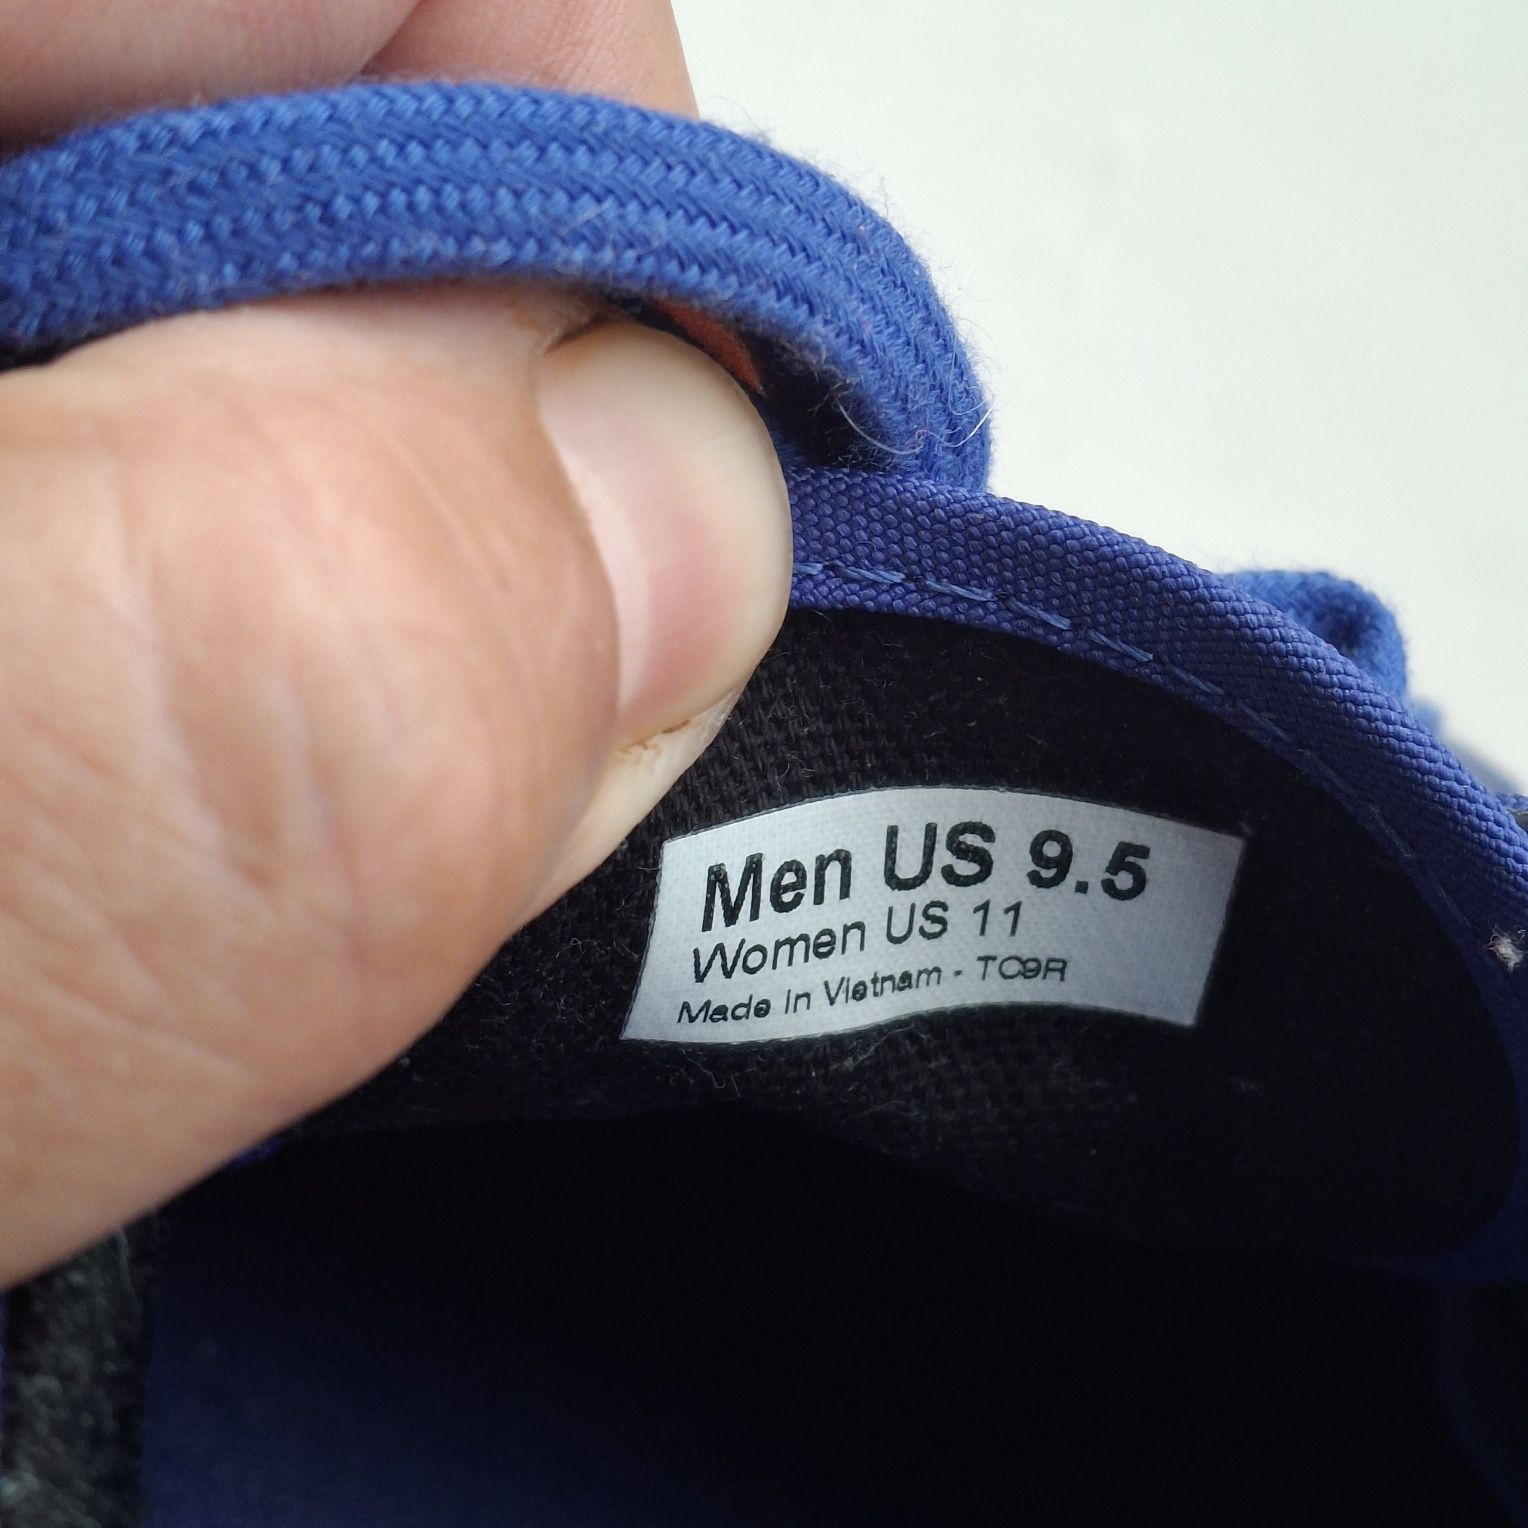 Men US 9.5
Women US 11
Made in Vietnam - TC9R